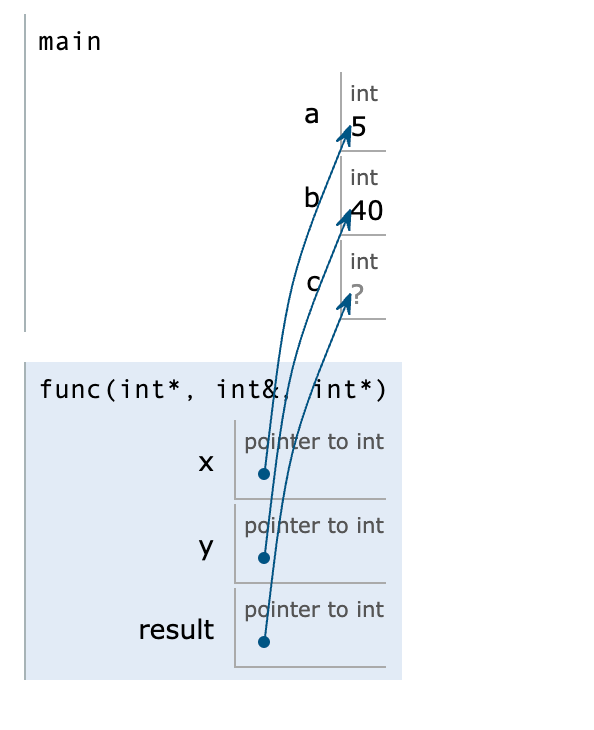 main
int
a
5
int
b
40
int
c
?
func(int*, int&, int*)
pointer to int
x
pointer to int
y
pointer to int
result